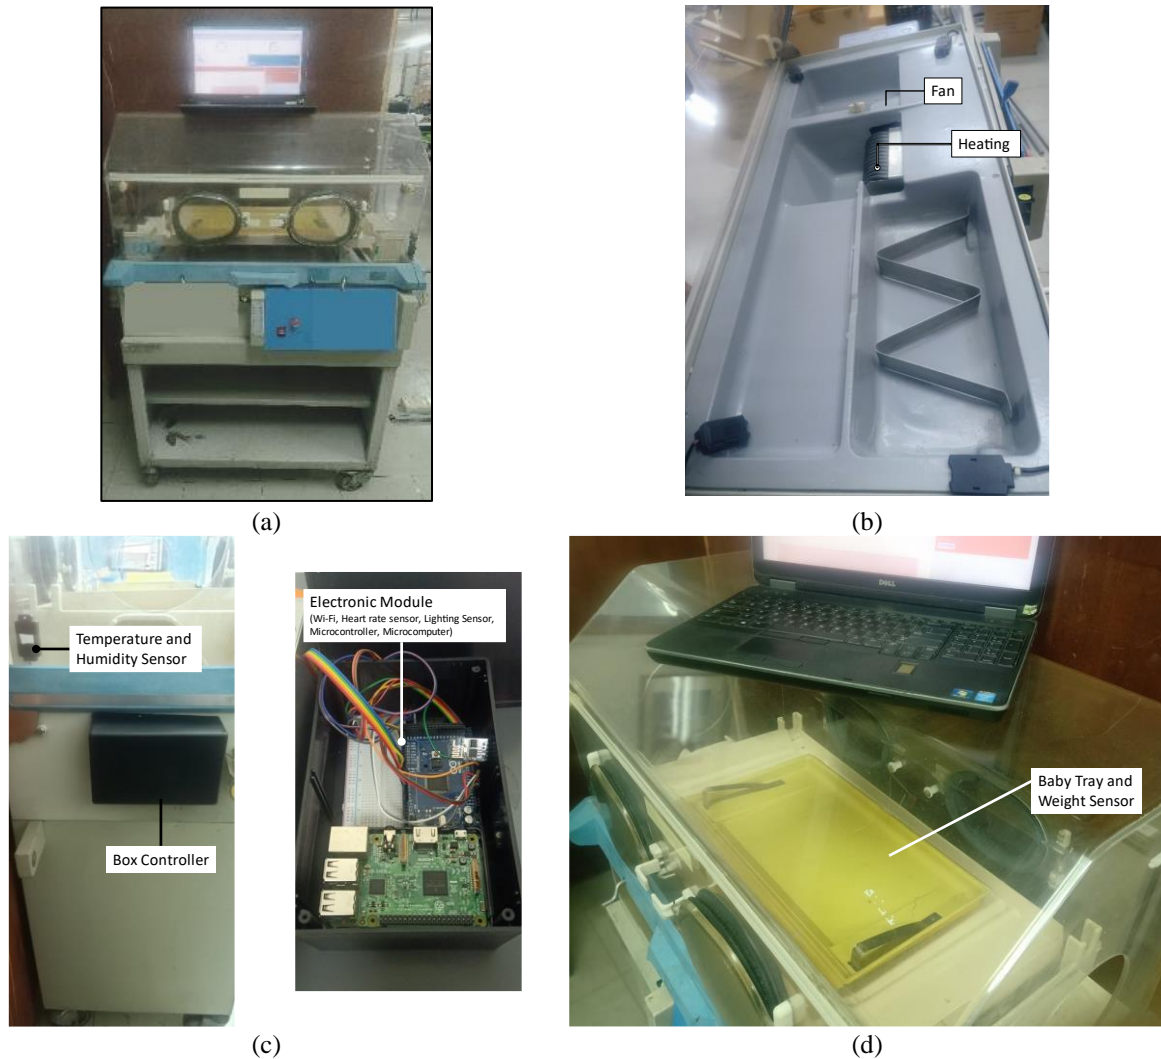 Fan
Heating
(a)
(b)
Temperature and
Humidity Sensor
Box Controller
Electronic Module
(Wi-Fi, Heart rate sensor, Lighting Sensor,
Microcontroller, Microcomputer)
DELL
Baby Tray and
Weight Sensor
(c)
(d)